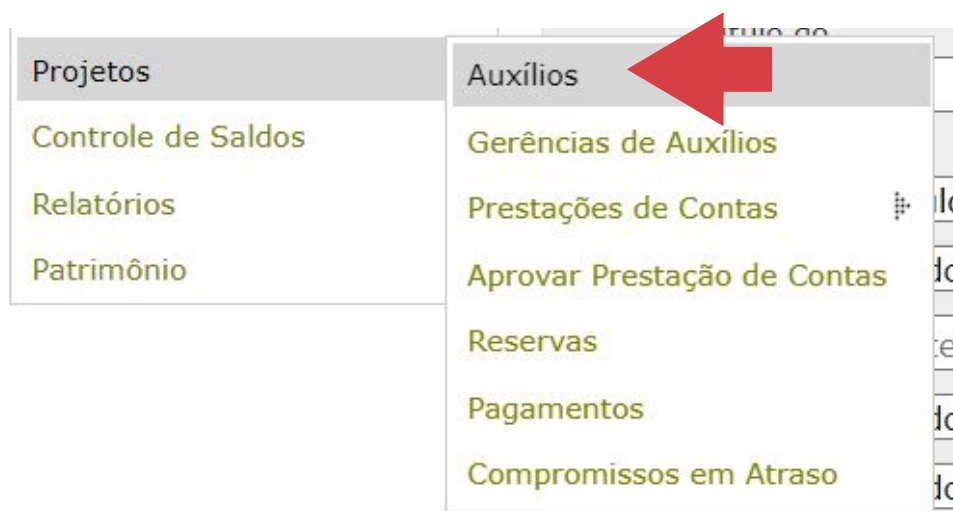 Projetos
Controle de Saldos
Relatórios
Patrimônio
Auxílios
Gerências de Auxílios
Prestações de Contas
Aprovar Prestação de Contas
Reservas
Pagamentos
Compromissos em Atraso